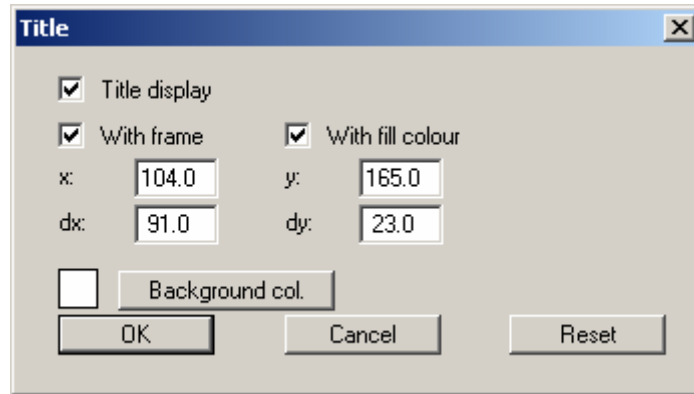 Title
Title display
With frame With fill colour
x: 104.0 y: 165.0
dx: 91.0 dy: 23.0
Background col.
OK Cancel Reset